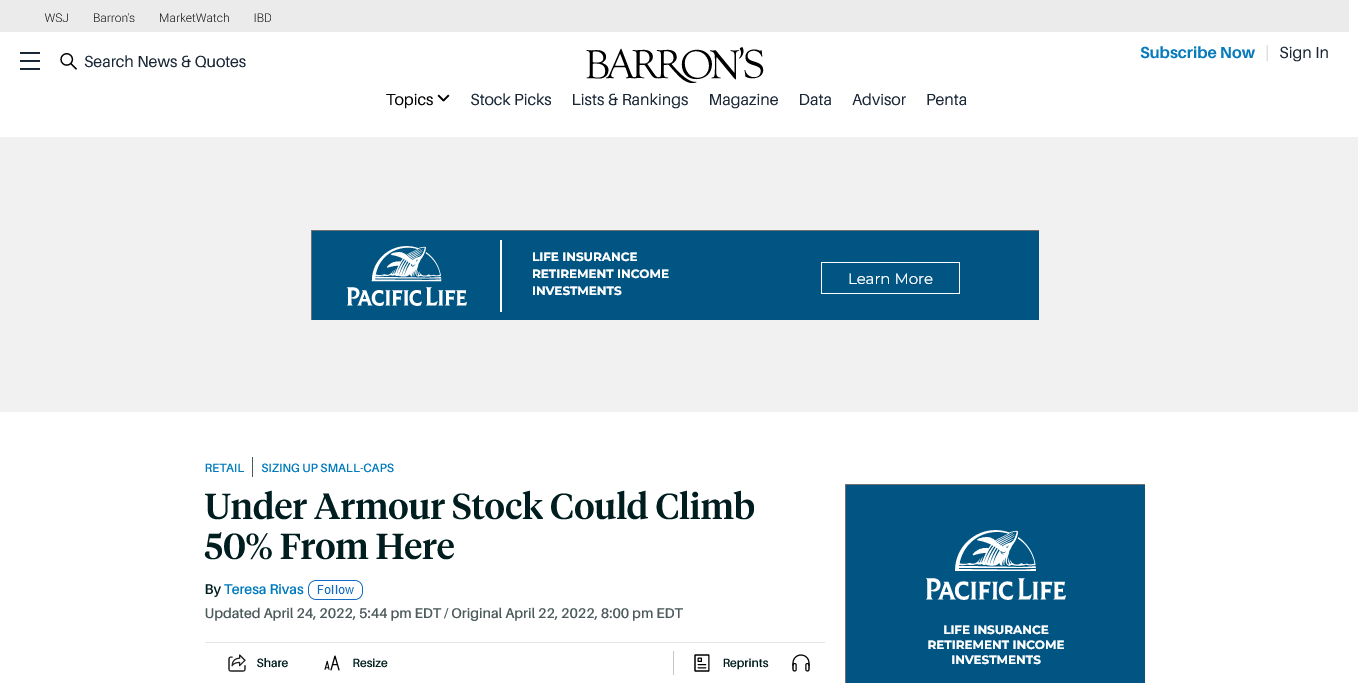 WSJ Barron's MarketWatch IBD
Search News & Quotes
BARRON'S
Subscribe Now Sign In
Topics Stock Picks Lists & Rankings Magazine Data Advisor Penta
PACIFIC LIFE
LIFE INSURANCE
RETIREMENT INCOME
INVESTMENTS
Learn More
RETAIL SIZING UP SMALL-CAPS
Under Armour Stock Could Climb
50% From Here
By Teresa Rivas Follow
Updated April 24, 2022, 5:44 pm EDT / Original April 22, 2022, 8:00 pm EDT
Share AA Resize Reprints
PACIFIC LIFE
LIFE INSURANCE
RETIREMENT INCOME
INVESTMENTS